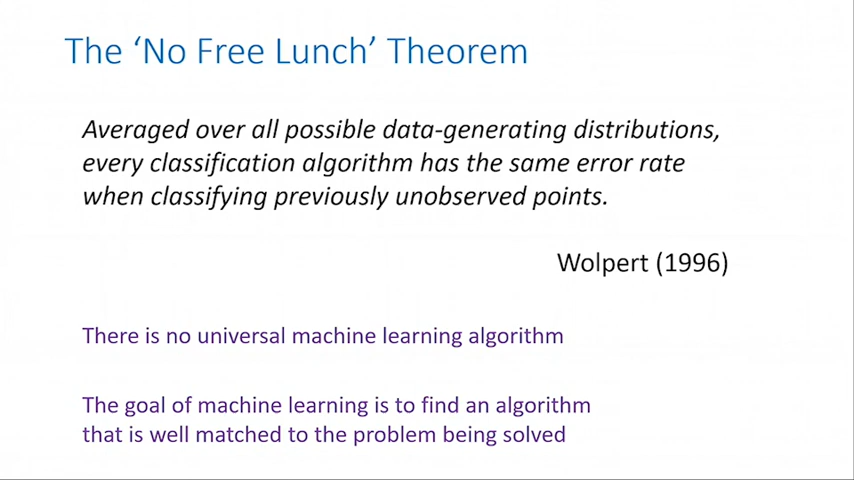 The ‘No Free Lunch’ Theorem
Averaged over all possible data-generating distributions,
every classification algorithm has the same error rate
when classifying previously unobserved points.
Wolpert (1996)
There is no universal machine learning algorithm
The goal of machine learning is to find an algorithm
that is well matched to the problem being solved